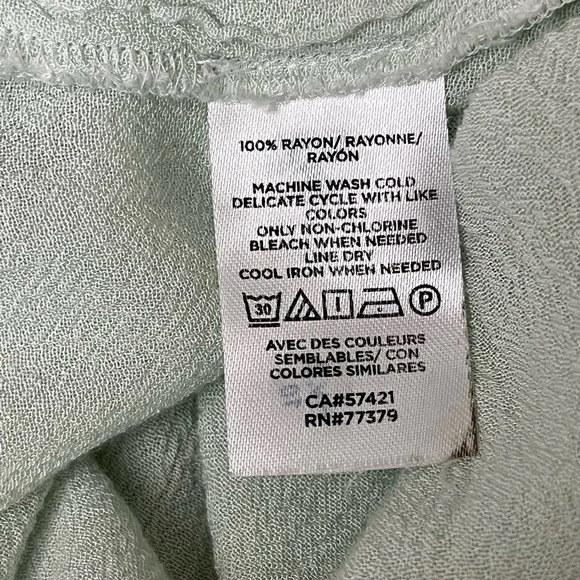 100% RAYON/ RAYONNE/
RAYÓN
MACHINE WASH COLD
DELICATE CYCLE WITH LIKE
COLORS
ONLY NON-CHLORINE
BLEACH WHEN NEEDED
LINE DRY
COOL IRON WHEN NEEDED
30 P
AVEC DES COULEURS
SEMBLABLES/ CON
COLORES SIMILARES
CA#57421
RN#77379